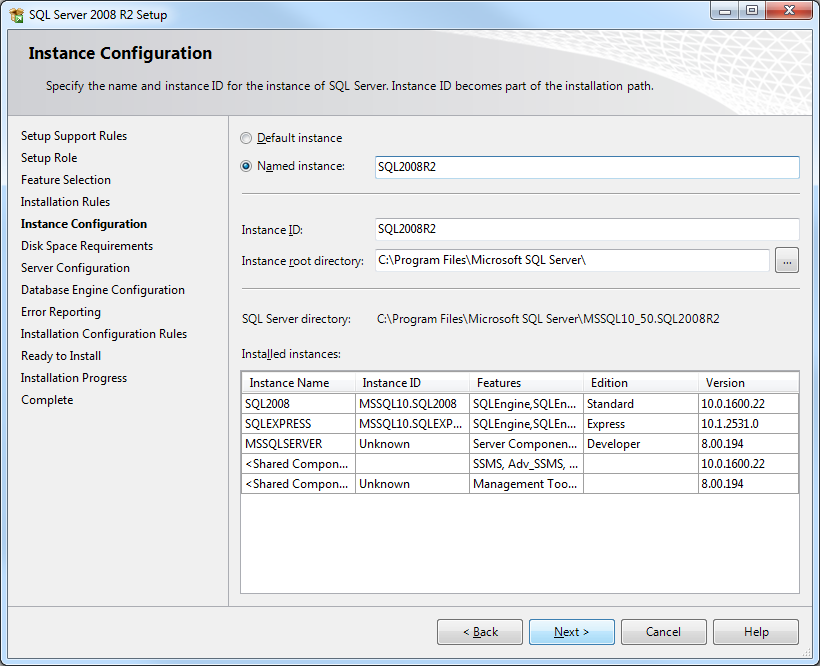 SQL Server 2008 R2 Setup
Instance Configuration
Specify the name and instance ID for the instance of SQL Server. Instance ID becomes part of the installation path.
Setup Support Rules
Setup Role
Feature Selection
Installation Rules
Instance Configuration
Disk Space Requirements
Server Configuration
Database Engine Configuration
Error Reporting
Installation Configuration Rules
Ready to Install
Installation Progress
Complete
Default instance
Named instance: SQL2008R2
Instance ID: SQL2008R2
Instance root directory: C:\Program Files\Microsoft SQL Server\ ...
SQL Server directory: C:\Program Files\Microsoft SQL Server\MSSQL10_50.SQL2008R2
Installed instances:
Instance Name Instance ID Features Edition Version
SQL2008 MSSQL10.SQL2008 SQLEngine,SQLEn... Standard 10.0.1600.22
SQLEXPRESS MSSQL10.SQLEXP... SQLEngine,SQLEn... Express 10.1.2531.0
MSSQLSERVER Unknown Server Componen... Developer 8.00.194
<Shared Compon... SSMS, Adv_SSMS, ... 10.0.1600.22
<Shared Compon... Unknown Management Too... 8.00.194
< Back Next > Cancel Help